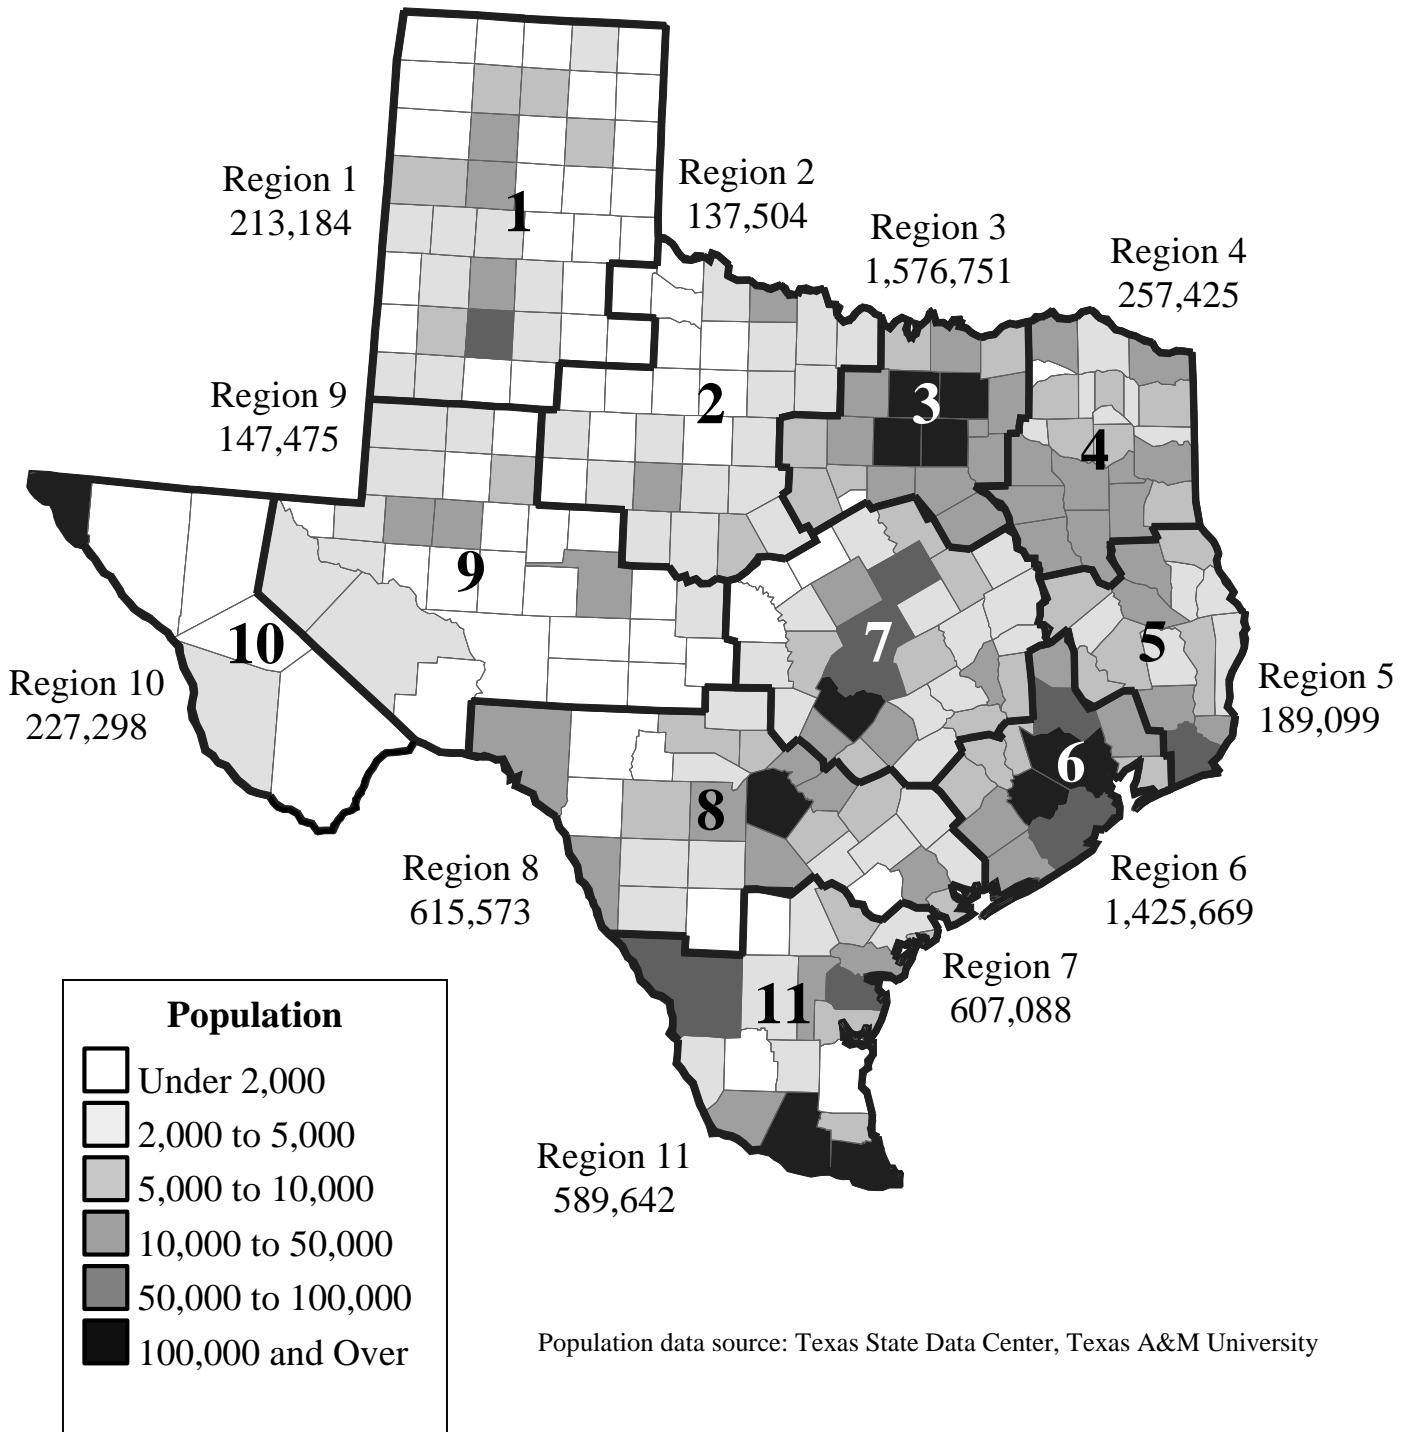 Region 1
213,184
Region 2
137,504
Region 3
1,576,751
Region 4
257,425
Region 9
147,475
1
2
3
4
9
10
7
5
Region 10
227,298
Region 5
189,099
6
8
Region 8
615,573
Region 6
1,425,669
Region 7
607,088
11
Region 11
589,642
Population
Under 2,000
2,000 to 5,000
5,000 to 10,000
10,000 to 50,000
50,000 to 100,000
100,000 and Over
Population data source: Texas State Data Center, Texas A&M University